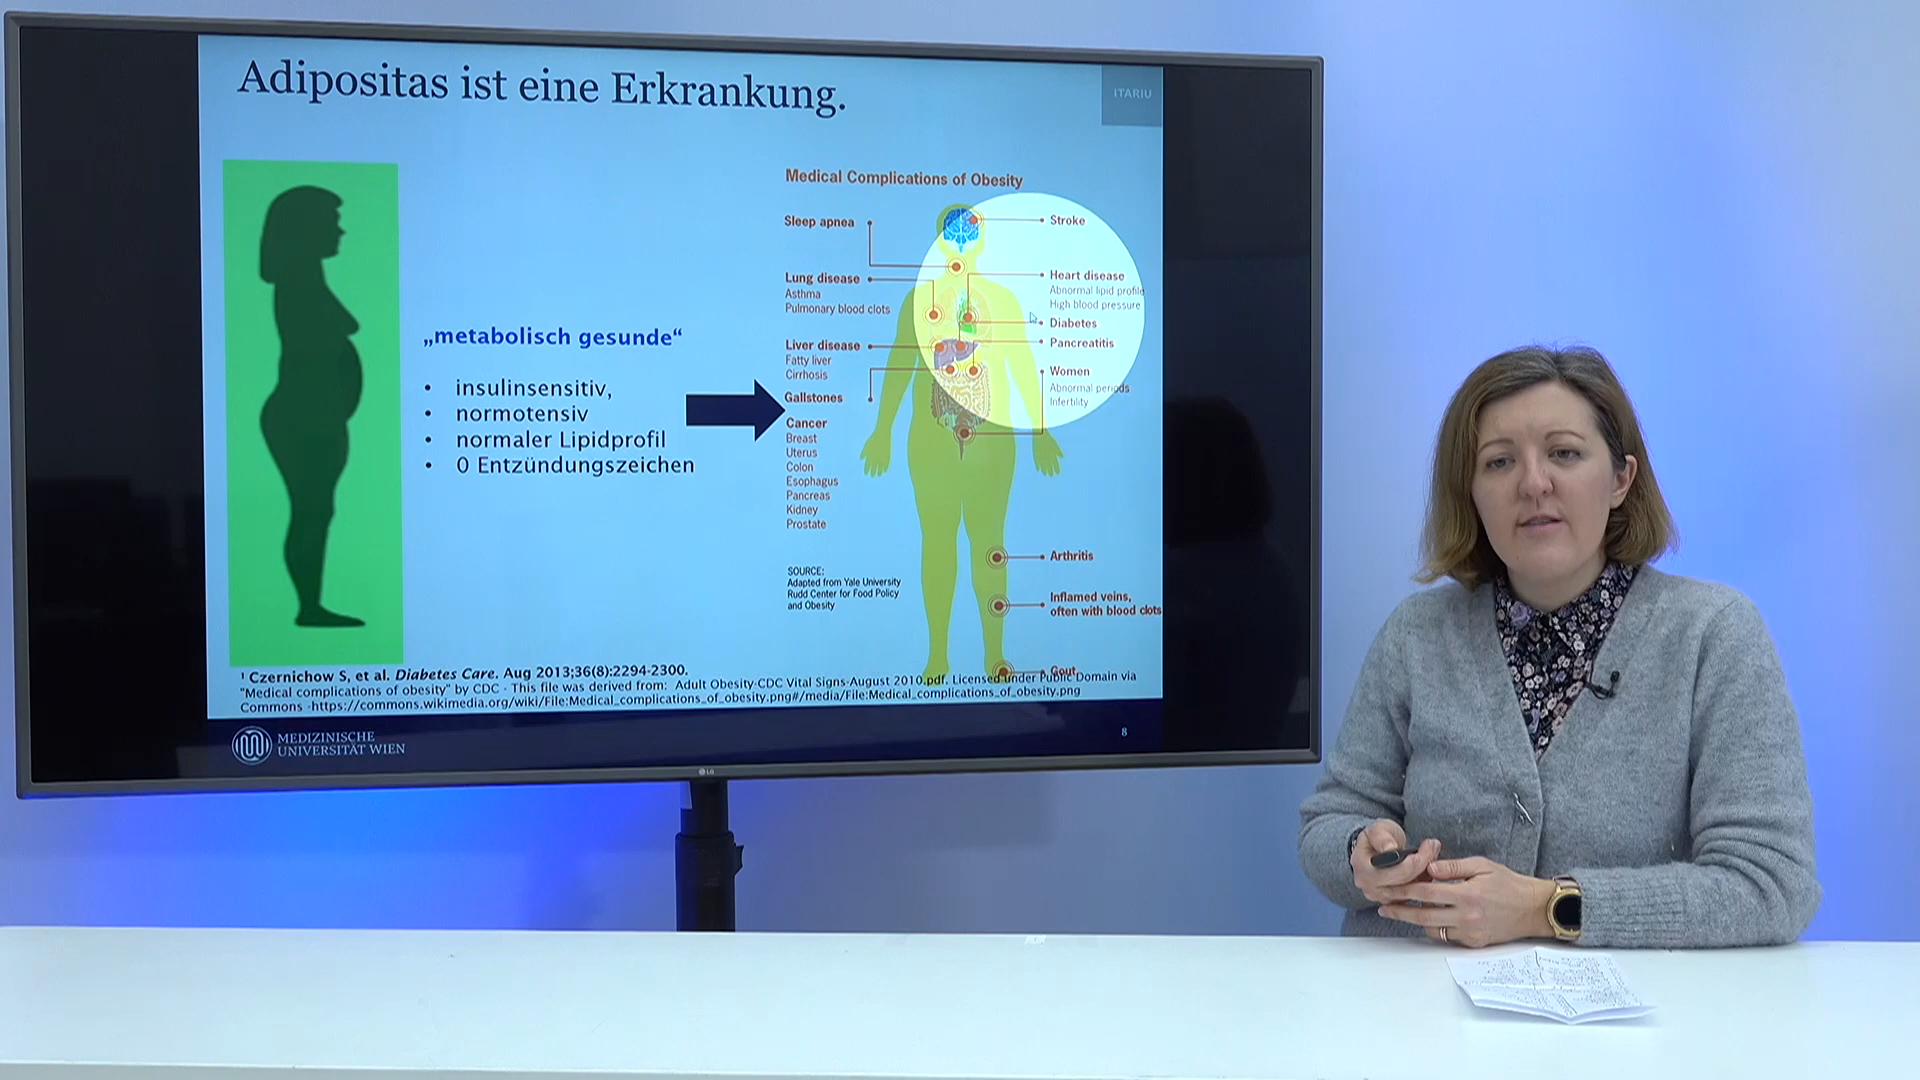 Adipositas ist eine Erkrankung.
ITARIU
„metabolisch gesunde“
• insulinsensitiv,
• normotensiv
• normaler Lipidprofil
• 0 Entzündungszeichen
Medical Complications of Obesity
Sleep apnea
Lung disease
Asthma
Pulmonary blood clots
Liver disease
Fatty liver
Cirrhosis
Gallstones
Cancer
Breast
Uterus
Colon
Esophagus
Pancreas
Kidney
Prostate
SOURCE:
Adapted from Yale University
Rudd Center for Food Policy
and Obesity
Stroke
Heart disease
Abnormal lipid profile
High blood pressure
Diabetes
Pancreatitis
Women
Abnormal periods
Infertility
Arthritis
Inflamed veins,
often with blood clots
Gout
¹ Czernichow S, et al. Diabetes Care. Aug 2013;36(8):2294-2300.
"Medical complications of obesity" by CDC - This file was derived from: Adult Obesity-CDC Vital Signs-August 2010.pdf. Licensed under Public Domain via
Commons -https://commons.wikimedia.org/wiki/File:Medical_complications_of_obesity.png#/media/File:Medical_complications_of_obesity.png
MEDIZINISCHE
UNIVERSITÄT WIEN
8
LG